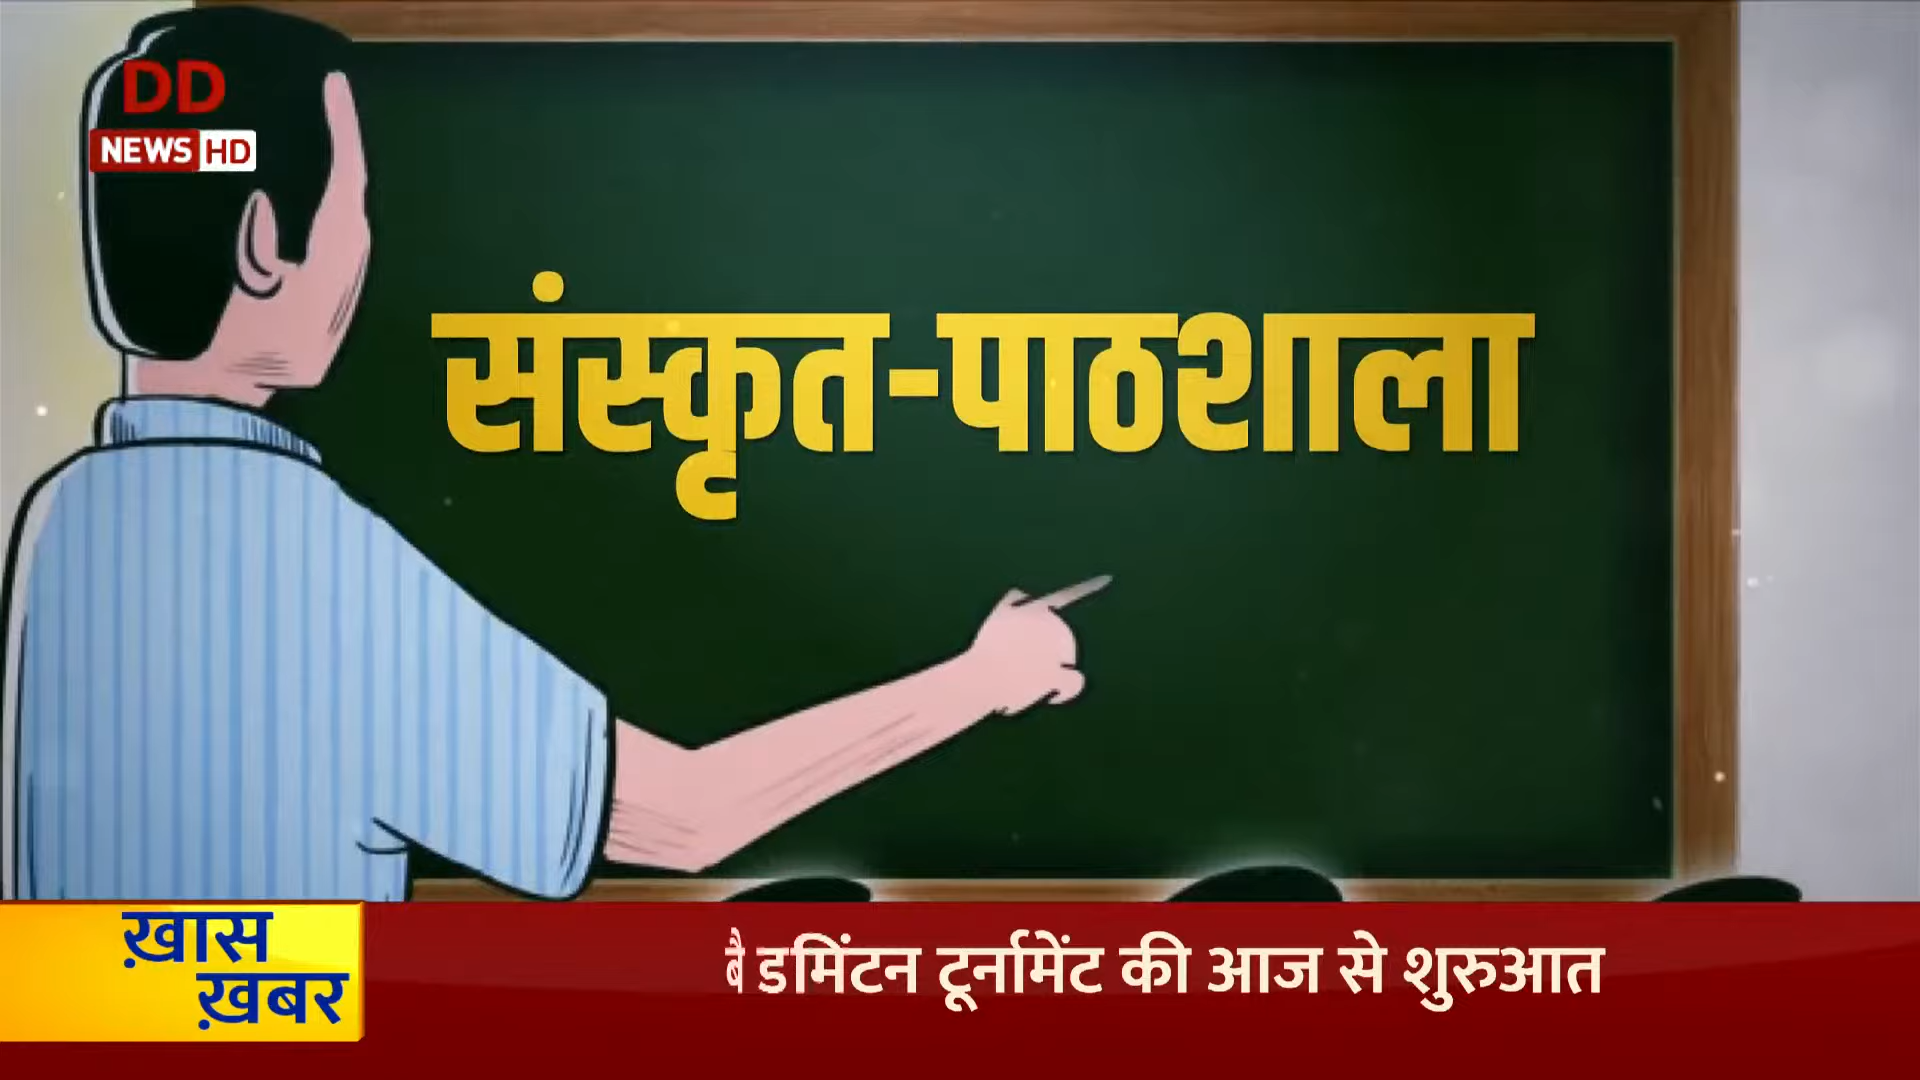 DD
NEWS HD
संस्कृत-पाठशाला
ख़ास
ख़बर
बैडमिंटन टूर्नामेंट की आज से शुरुआत